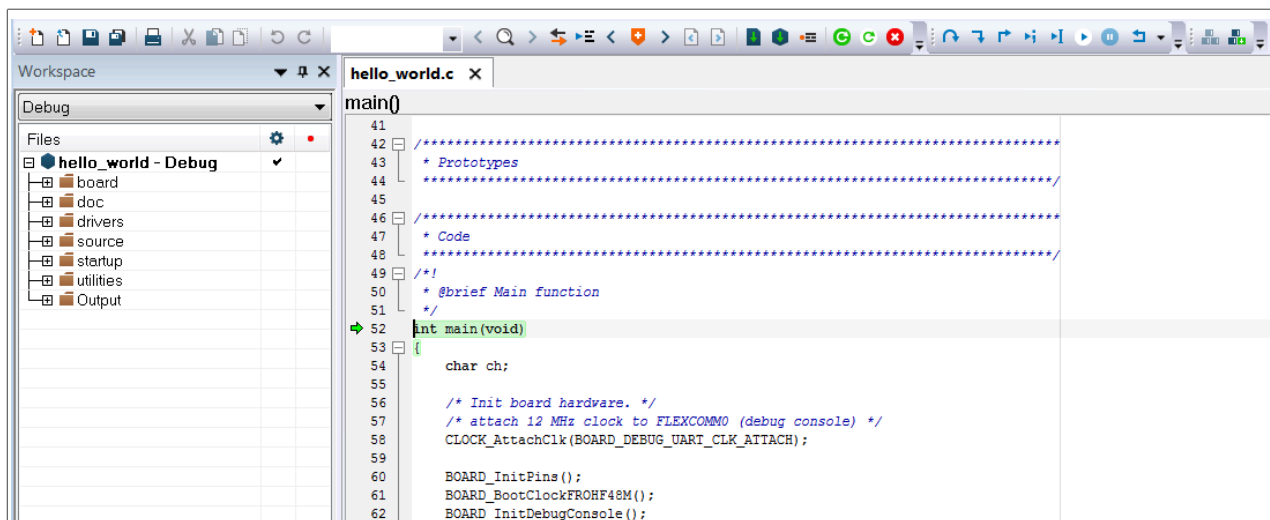 Workspace
hello_world.c
Debug
main()
Files
hello_world - Debug
board
doc
drivers
source
startup
utilities
Output
41
42 /*******************************************************************************
43 * Prototypes
44 ******************************************************************************/
45
46 /*******************************************************************************
47 * Code
48 ******************************************************************************/
49 /*!
50 * @brief Main function
51 */
52 int main(void)
53 {
54 char ch;
55
56 /* Init board hardware. */
57 /* attach 12 MHz clock to FLEXCOMM0 (debug console) */
58 CLOCK_AttachClk(BOARD_DEBUG_UART_CLK_ATTACH);
59
60 BOARD_InitPins();
61 BOARD_BootClockFROHF48M();
62 BOARD_InitDebugConsole();